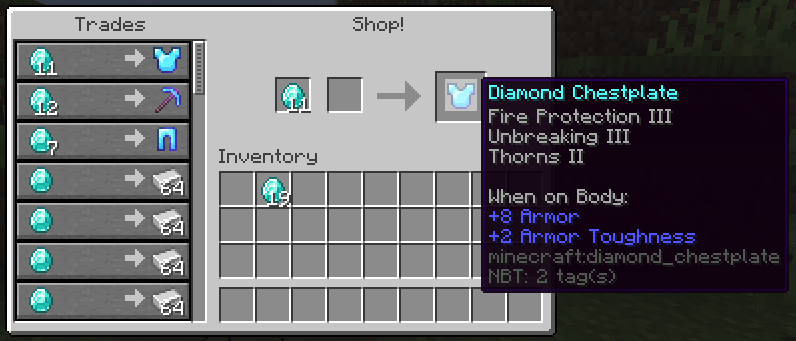 Trades
Shop!
11
12
7
64
64
64
64
11
Inventory
19
Diamond Chestplate
Fire Protection III
Unbreaking III
Thorns II
When on Body:
+8 Armor
+2 Armor Toughness
minecraft:diamond_chestplate
NBT: 2 tag(s)